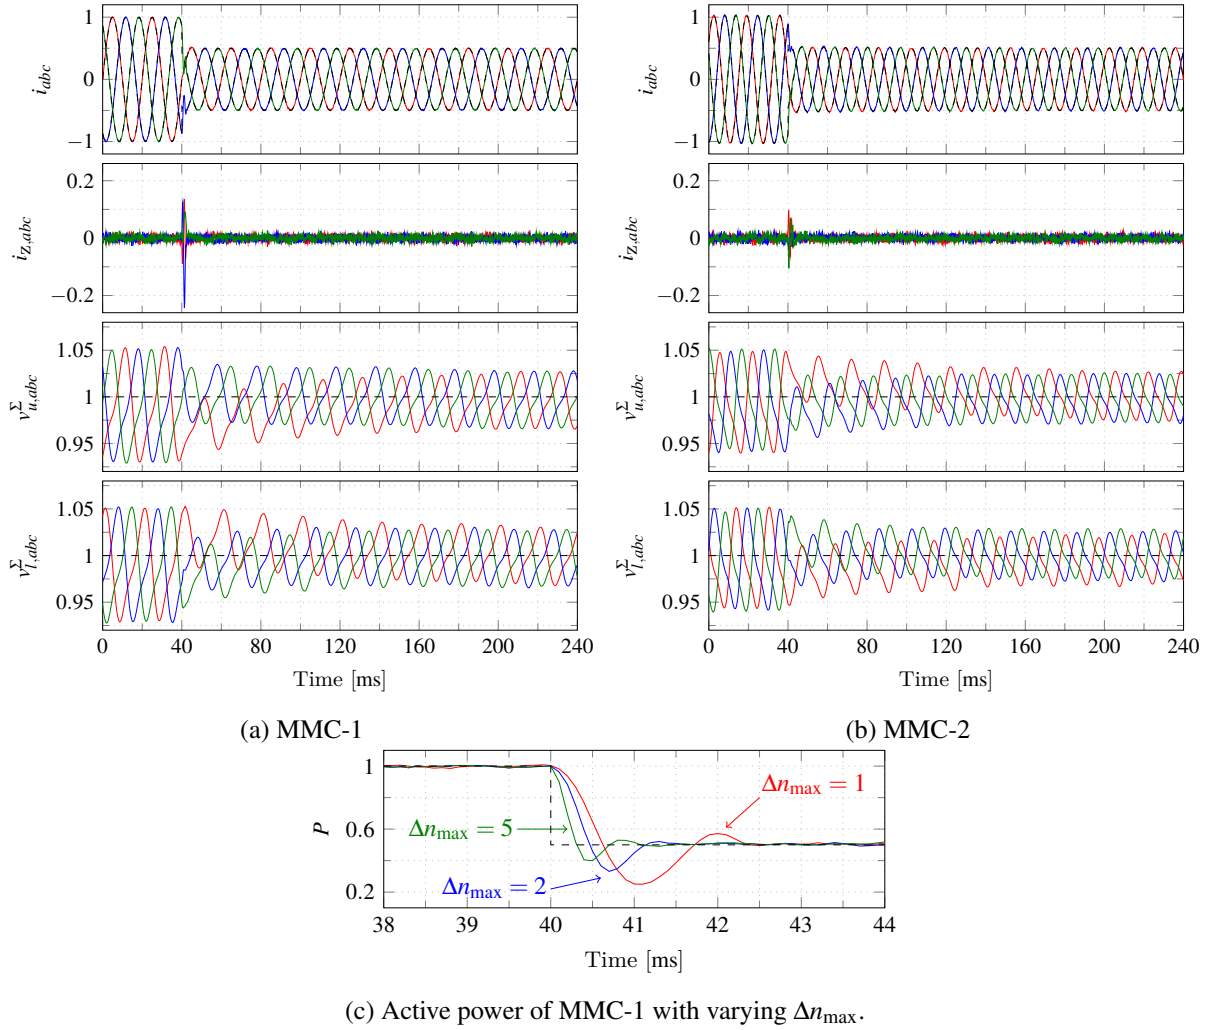 1
0
−1
i_abc
0.2
0
−0.2
i_Z,abc
1.05
1
0.95
v^Σ_u,abc
1.05
1
0.95
v^Σ_l,abc
0 40 80 120 160 200 240
Time [ms]
(a) MMC-1
1
0
−1
i_abc
0.2
0
−0.2
i_Z,abc
1.05
1
0.95
v^Σ_u,abc
1.05
1
0.95
v^Σ_l,abc
0 40 80 120 160 200 240
Time [ms]
(b) MMC-2
1
0.6
0.2
P
Δn_max = 1
Δn_max = 5
Δn_max = 2
38 39 40 41 42 43 44
Time [ms]
(c) Active power of MMC-1 with varying Δn_max.